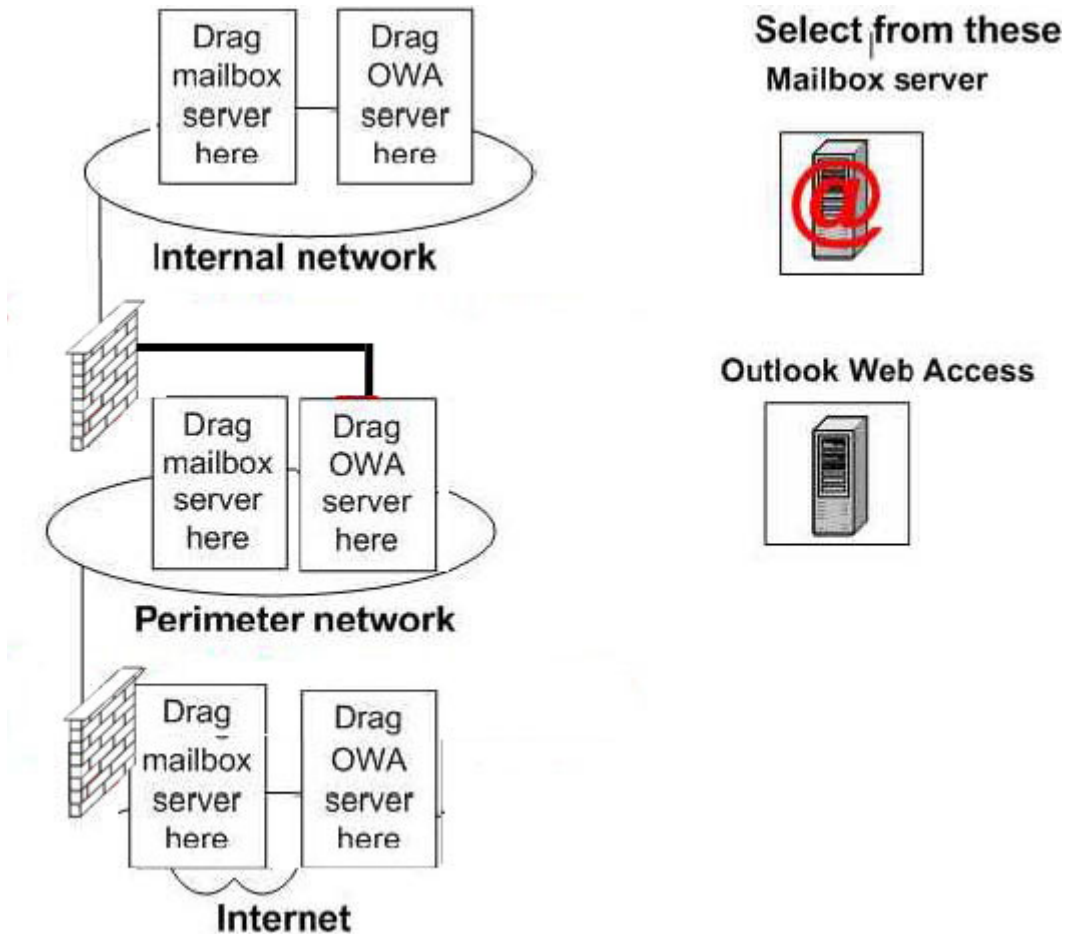 Drag
mailbox
server
here
Drag
OWA
server
here
Internal network
Drag
mailbox
server
here
Drag
OWA
server
here
Perimeter network
Drag
mailbox
server
here
Drag
OWA
server
here
Internet
Select from these
Mailbox server
@
Outlook Web Access